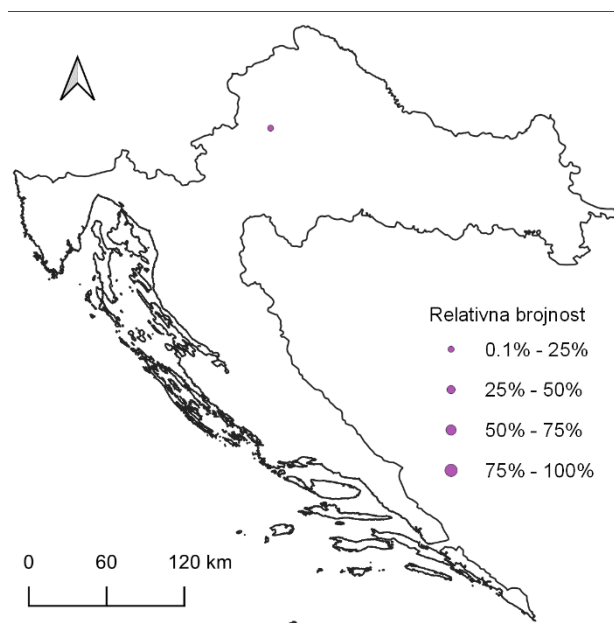 Relativna brojnost
0.1% - 25%
25% - 50%
50% - 75%
75% - 100%
0 60 120 km